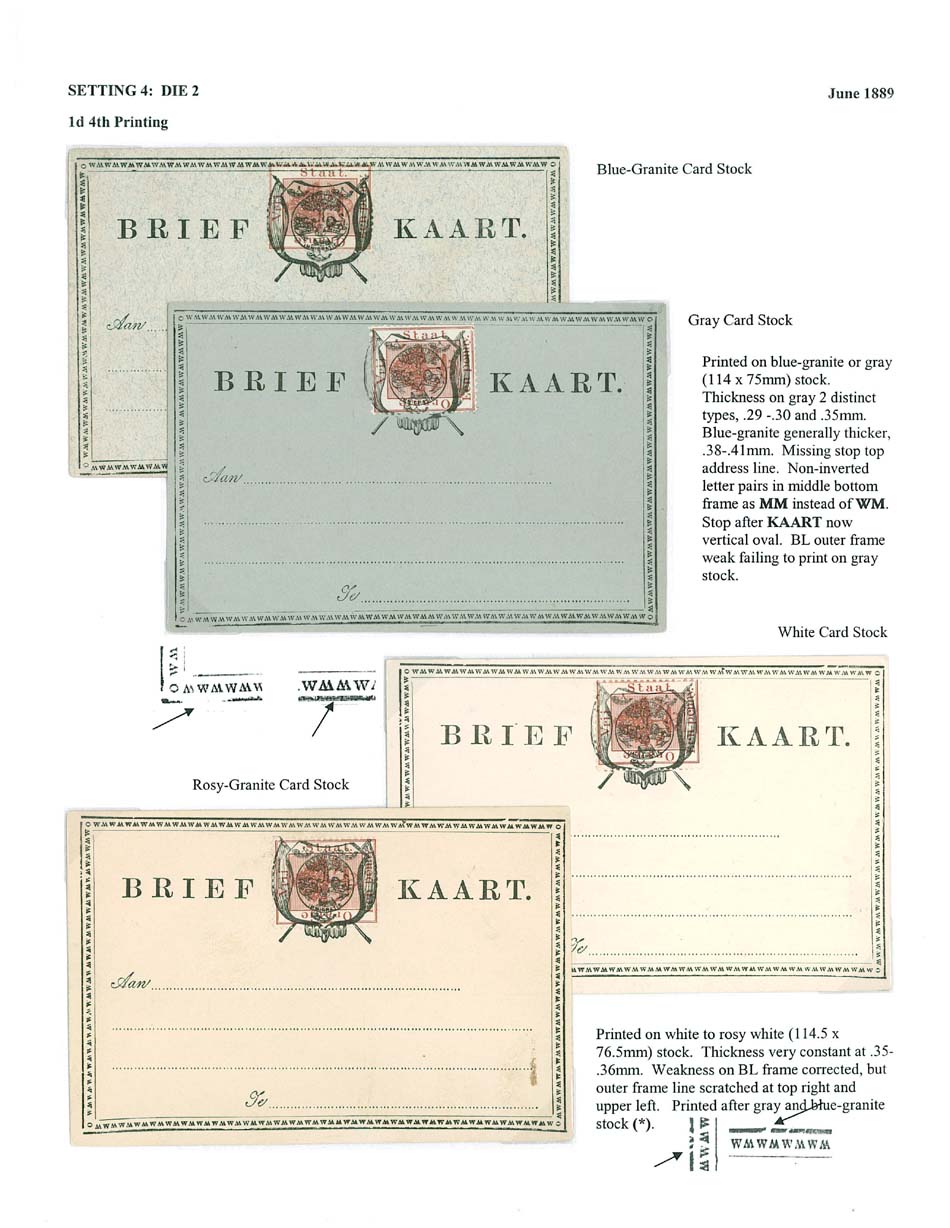 SETTING 4: DIE 2
June 1889
1d 4th Printing
Blue-Granite Card Stock
Staat.
BRIEF KAART.
Aan
Gray Card Stock
Staat.
BRIEF KAART.
Aan
Te
Printed on blue-granite or gray
(114 x 75mm) stock.
Thickness on gray 2 distinct
types, .29 -.30 and .35mm.
Blue-granite generally thicker,
.38-.41mm. Missing stop top
address line. Non-inverted
letter pairs in middle bottom
frame as MM instead of WM.
Stop after KAART now
vertical oval. BL outer frame
weak failing to print on gray
stock.
White Card Stock
Staat.
BRIEF KAART.
Te
Rosy-Granite Card Stock
Staat.
BRIEF KAART.
Aan
Te
Printed on white to rosy white (114.5 x
76.5mm) stock. Thickness very constant at .35-
.36mm. Weakness on BL frame corrected, but
outer frame line scratched at top right and
upper left. Printed after gray and blue-granite
stock (*).
WMWMWMWM